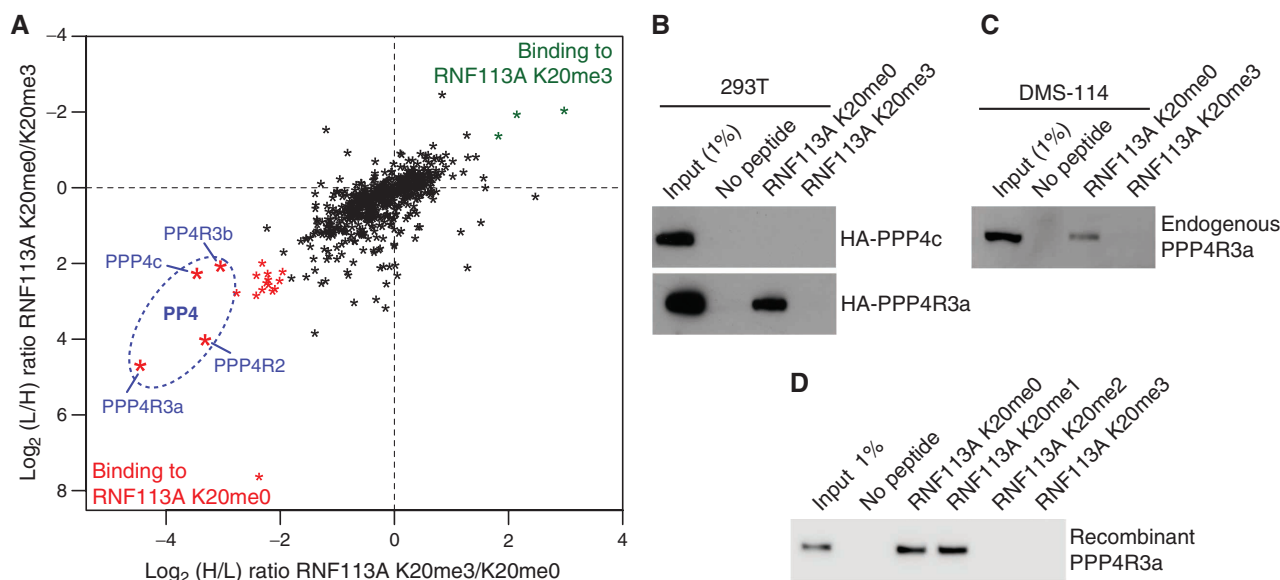 A
Log2 (L/H) ratio RNF113A K20me0/K20me3
−4
−2
0
2
4
6
8
Binding to
RNF113A K20me3
PP4R3b
PPP4c
PP4
PPP4R2
PPP4R3a
Binding to
RNF113A K20me0
−4
−2
0
2
4
Log2 (H/L) ratio RNF113A K20me3/K20me0
B
293T
Input (1%)
No peptide
RNF113A K20me0
RNF113A K20me3
HA-PPP4c
HA-PPP4R3a
C
DMS-114
Input (1%)
No peptide
RNF113A K20me0
RNF113A K20me3
Endogenous
PPP4R3a
D
Input 1%
No peptide
RNF113A K20me0
RNF113A K20me1
RNF113A K20me2
RNF113A K20me3
Recombinant
PPP4R3a